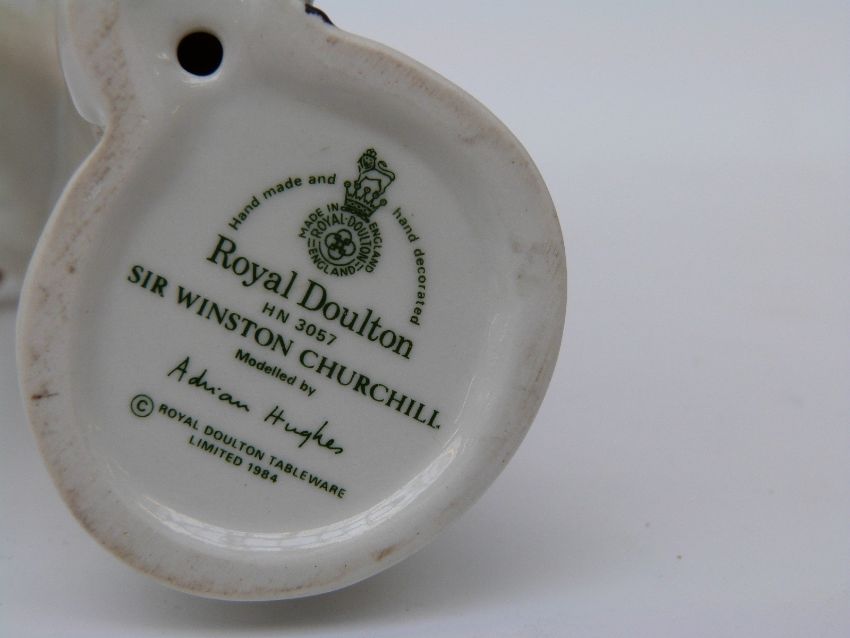 Hand made and hand decorated
MADE IN ENGLAND
ROYAL·DOULTON
ENGLAND
Royal Doulton
HN 3057
SIR WINSTON CHURCHILL
Modelled by
Adrian Hughes
© ROYAL DOULTON TABLEWARE
LIMITED 1984